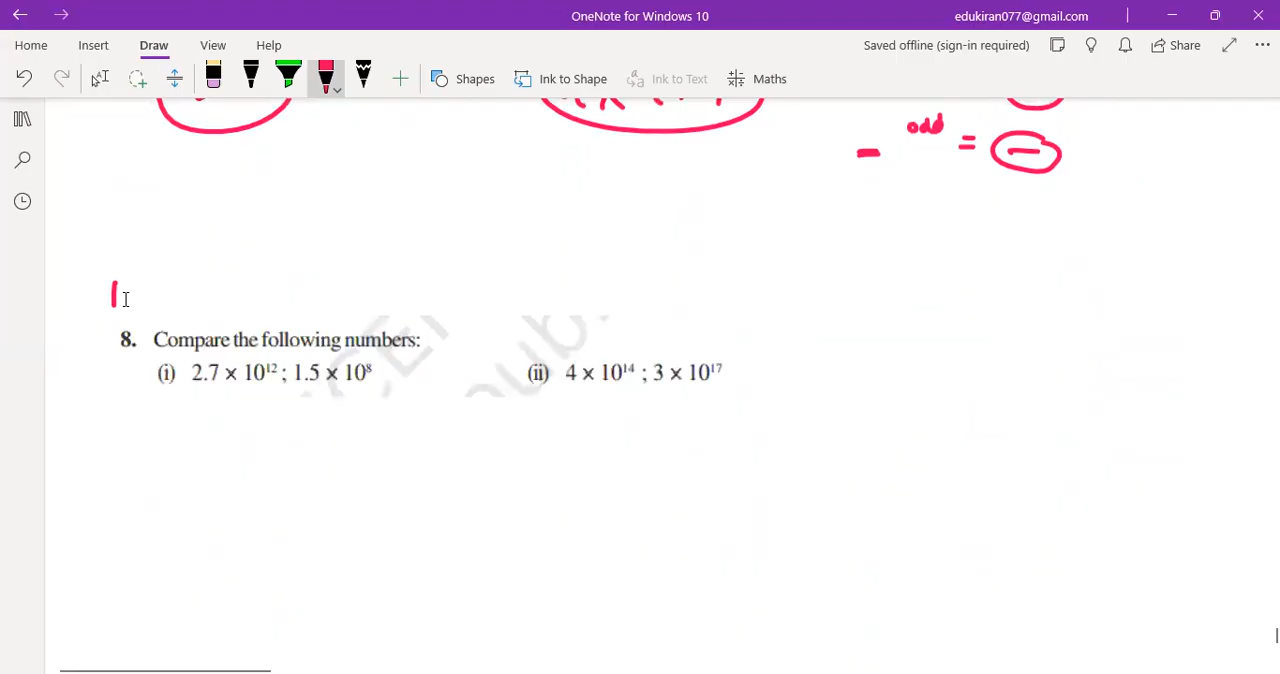 OneNote for Windows 10
edukiran077@gmail.com
Home Insert Draw View Help
Saved offline (sign-in required) Share
Shapes Ink to Shape Ink to Text Maths
odd
- = -
8. Compare the following numbers:
(i) 2.7 × 10¹² ; 1.5 × 10⁸ (ii) 4 × 10¹⁴ ; 3 × 10¹⁷